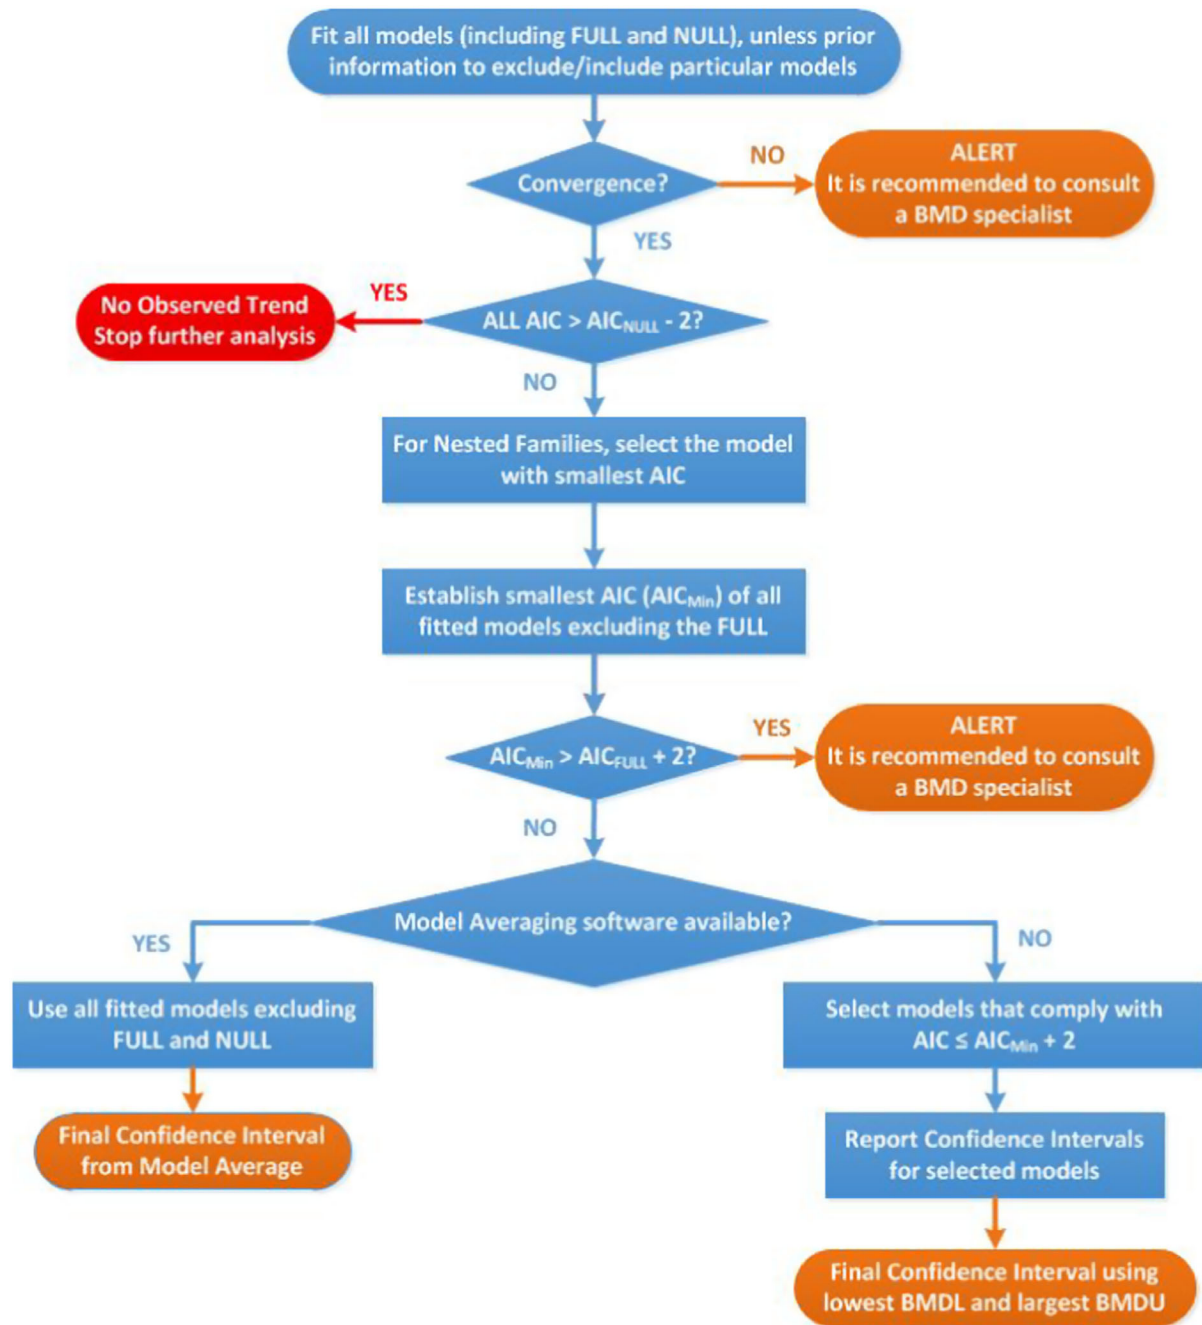 Fit all models (including FULL and NULL), unless prior
information to exclude/include particular models
Convergence?
NO
ALERT
It is recommended to consult
a BMD specialist
YES
ALL AIC > AIC_NULL - 2?
YES
No Observed Trend
Stop further analysis
NO
For Nested Families, select the model
with smallest AIC
Establish smallest AIC (AIC_Min) of all
fitted models excluding the FULL
AIC_Min > AIC_FULL + 2?
YES
ALERT
It is recommended to consult
a BMD specialist
NO
Model Averaging software available?
YES
NO
Use all fitted models excluding
FULL and NULL
Final Confidence Interval
from Model Average
Select models that comply with
AIC ≤ AIC_Min + 2
Report Confidence Intervals
for selected models
Final Confidence Interval using
lowest BMDL and largest BMDU